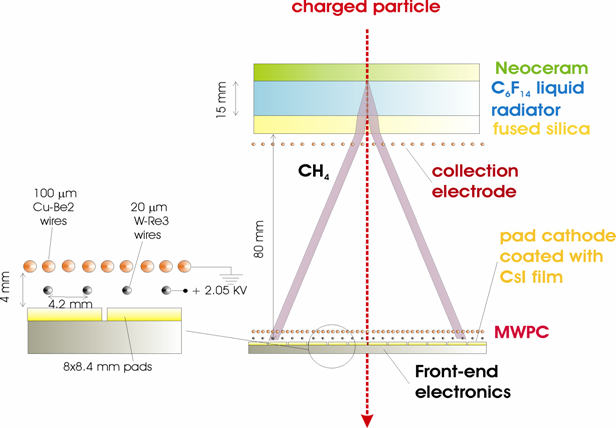 charged particle
Neoceram
C6F14 liquid
radiator
fused silica
15 mm
CH4
collection
electrode
80 mm
pad cathode
coated with
CsI film
MWPC
Front-end
electronics
100 µm
Cu-Be2
wires
20 µm
W-Re3
wires
4 mm
4.2 mm
+ 2.05 KV
8x8.4 mm pads